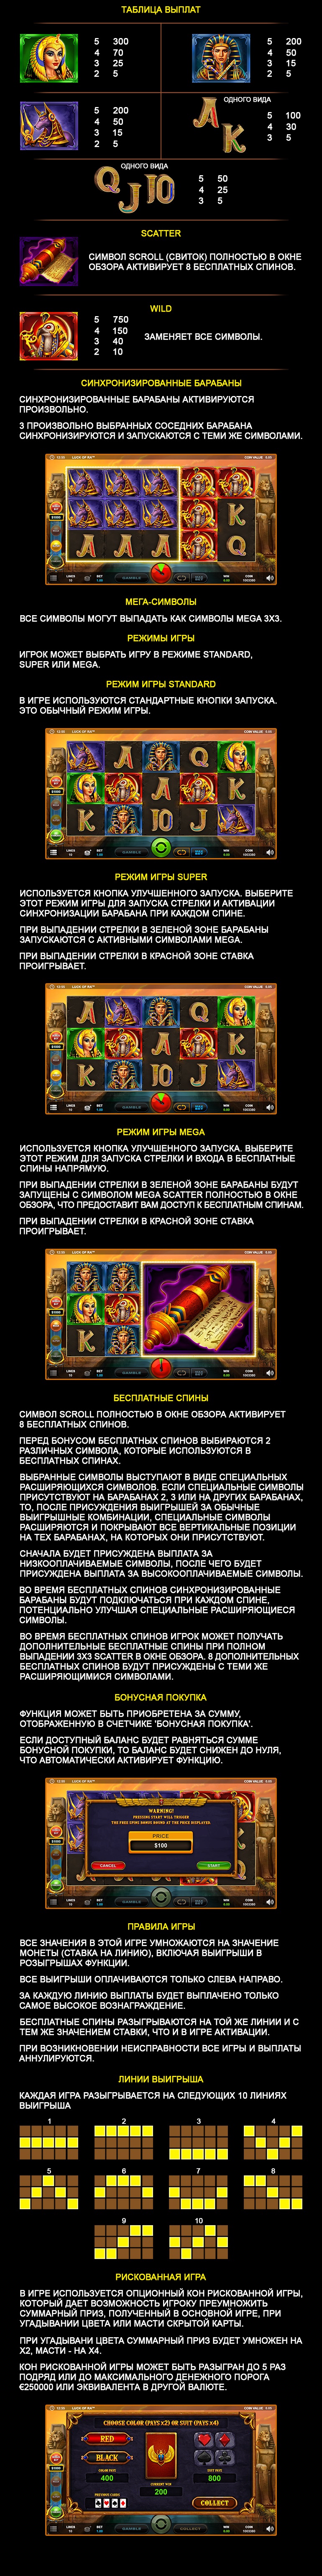 ТАБЛИЦА ВЫПЛАТ
5 300
4 70
3 25
2 5
5 200
4 50
3 15
2 5
5 200
4 50
3 15
2 5
ОДНОГО ВИДА
A K
5 100
4 30
3 5
ОДНОГО ВИДА
Q J 10
5 50
4 25
3 5
SCATTER
СИМВОЛ SCROLL (СВИТОК) ПОЛНОСТЬЮ В ОКНЕ
ОБЗОРА АКТИВИРУЕТ 8 БЕСПЛАТНЫХ СПИНОВ.
WILD
5 750
4 150
3 40
2 10
ЗАМЕНЯЕТ ВСЕ СИМВОЛЫ.
СИНХРОНИЗИРОВАННЫЕ БАРАБАНЫ
СИНХРОНИЗИРОВАННЫЕ БАРАБАНЫ АКТИВИРУЮТСЯ
ПРОИЗВОЛЬНО.
3 ПРОИЗВОЛЬНО ВЫБРАННЫХ СОСЕДНИХ БАРАБАНА
СИНХРОНИЗИРУЮТСЯ И ЗАПУСКАЮТСЯ С ТЕМИ ЖЕ СИМВОЛАМИ.
МЕГА-СИМВОЛЫ
ВСЕ СИМВОЛЫ МОГУТ ВЫПАДАТЬ КАК СИМВОЛЫ MEGA 3X3.
РЕЖИМЫ ИГРЫ
ИГРОК МОЖЕТ ВЫБРАТЬ ИГРУ В РЕЖИМЕ STANDARD,
SUPER ИЛИ MEGA.
РЕЖИМ ИГРЫ STANDARD
В ИГРЕ ИСПОЛЬЗУЮТСЯ СТАНДАРТНЫЕ КНОПКИ ЗАПУСКА.
ЭТО ОБЫЧНЫЙ РЕЖИМ ИГРЫ.
РЕЖИМ ИГРЫ SUPER
ИСПОЛЬЗУЕТСЯ КНОПКА УЛУЧШЕННОГО ЗАПУСКА. ВЫБЕРИТЕ
ЭТОТ РЕЖИМ ИГРЫ ДЛЯ ЗАПУСКА СТРЕЛКИ И АКТИВАЦИИ
СИНХРОНИЗАЦИИ БАРАБАНА ПРИ КАЖДОМ СПИНЕ.
ПРИ ВЫПАДЕНИИ СТРЕЛКИ В ЗЕЛЕНОЙ ЗОНЕ БАРАБАНЫ
ЗАПУСКАЮТСЯ С АКТИВНЫМИ СИМВОЛАМИ MEGA.
ПРИ ВЫПАДЕНИИ СТРЕЛКИ В КРАСНОЙ ЗОНЕ СТАВКА
ПРОИГРЫВАЕТ.
РЕЖИМ ИГРЫ MEGA
ИСПОЛЬЗУЕТСЯ КНОПКА УЛУЧШЕННОГО ЗАПУСКА. ВЫБЕРИТЕ
ЭТОТ РЕЖИМ ДЛЯ ЗАПУСКА СТРЕЛКИ И ВХОДА В БЕСПЛАТНЫЕ
СПИНЫ НАПРЯМУЮ.
ПРИ ВЫПАДЕНИИ СТРЕЛКИ В ЗЕЛЕНОЙ ЗОНЕ БАРАБАНЫ БУДУТ
ЗАПУЩЕНЫ С СИМВОЛОМ MEGA SCATTER ПОЛНОСТЬЮ В ОКНЕ
ОБЗОРА, ЧТО ПРЕДОСТАВИТ ВАМ ДОСТУП К БЕСПЛАТНЫМ СПИНАМ.
ПРИ ВЫПАДЕНИИ СТРЕЛКИ В КРАСНОЙ ЗОНЕ СТАВКА
ПРОИГРЫВАЕТ.
БЕСПЛАТНЫЕ СПИНЫ
СИМВОЛ SCROLL ПОЛНОСТЬЮ В ОКНЕ ОБЗОРА АКТИВИРУЕТ
8 БЕСПЛАТНЫХ СПИНОВ.
ПЕРЕД БОНУСОМ БЕСПЛАТНЫХ СПИНОВ ВЫБИРАЮТСЯ 2
РАЗЛИЧНЫХ СИМВОЛА, КОТОРЫЕ ИСПОЛЬЗУЮТСЯ В
БЕСПЛАТНЫХ СПИНАХ.
ВЫБРАННЫЕ СИМВОЛЫ ВЫСТУПАЮТ В ВИДЕ СПЕЦИАЛЬНЫХ
РАСШИРЯЮЩИХСЯ СИМВОЛОВ. ЕСЛИ СПЕЦИАЛЬНЫЕ СИМВОЛЫ
ПРИСУТСТВУЮТ НА БАРАБАНАХ 2, 3 ИЛИ НА ДРУГИХ БАРАБАНАХ,
ТО, ПОСЛЕ ПРИСУЖДЕНИЯ ВЫИГРЫШЕЙ ЗА ОБЫЧНЫЕ
ВЫИГРЫШНЫЕ КОМБИНАЦИИ, СПЕЦИАЛЬНЫЕ СИМВОЛЫ
РАСШИРЯЮТСЯ И ПОКРЫВАЮТ ВСЕ ВЕРТИКАЛЬНЫЕ ПОЗИЦИИ
НА ТЕХ БАРАБАНАХ, НА КОТОРЫХ ОНИ ПРИСУТСТВУЮТ.
СНАЧАЛА БУДЕТ ПРИСУЖДЕНА ВЫПЛАТА ЗА
НИЗКООПЛАЧИВАЕМЫЕ СИМВОЛЫ, ПОСЛЕ ЧЕГО БУДЕТ
ПРИСУЖДЕНА ВЫПЛАТА ЗА ВЫСОКООПЛАЧИВАЕМЫЕ СИМВОЛЫ.
ВО ВРЕМЯ БЕСПЛАТНЫХ СПИНОВ СИНХРОНИЗИРОВАННЫЕ
БАРАБАНЫ БУДУТ ПОДКЛЮЧАТЬСЯ ПРИ КАЖДОМ СПИНЕ,
ПОТЕНЦИАЛЬНО УЛУЧШАЯ СПЕЦИАЛЬНЫЕ РАСШИРЯЮЩИЕСЯ
СИМВОЛЫ.
ВО ВРЕМЯ БЕСПЛАТНЫХ СПИНОВ ИГРОК МОЖЕТ ПОЛУЧАТЬ
ДОПОЛНИТЕЛЬНЫЕ БЕСПЛАТНЫЕ СПИНЫ ПРИ ПОЛНОМ
ВЫПАДЕНИИ 3X3 SCATTER В ОКНЕ ОБЗОРА. 8 ДОПОЛНИТЕЛЬНЫХ
БЕСПЛАТНЫХ СПИНОВ БУДУТ ПРИСУЖДЕНЫ С ТЕМИ ЖЕ
РАСШИРЯЮЩИМИСЯ СИМВОЛАМИ.
БОНУСНАЯ ПОКУПКА
ФУНКЦИЯ МОЖЕТ БЫТЬ ПРИОБРЕТЕНА ЗА СУММУ,
ОТОБРАЖЕННУЮ В СЧЕТЧИКЕ 'БОНУСНАЯ ПОКУПКА'.
ЕСЛИ ДОСТУПНЫЙ БАЛАНС БУДЕТ РАВНЯТЬСЯ СУММЕ
БОНУСНОЙ ПОКУПКИ, ТО БАЛАНС БУДЕТ СНИЖЕН ДО НУЛЯ,
ЧТО АВТОМАТИЧЕСКИ АКТИВИРУЕТ ФУНКЦИЮ.
WARNING!
PRESSING START WILL TRIGGER
THE FREE SPINS BONUS ROUND AT THE PRICE DISPLAYED
PRICE
$100
CANCEL START
ПРАВИЛА ИГРЫ
ВСЕ ЗНАЧЕНИЯ В ЭТОЙ ИГРЕ УМНОЖАЮТСЯ НА ЗНАЧЕНИЕ
МОНЕТЫ (СТАВКА НА ЛИНИЮ), ВКЛЮЧАЯ ВЫИГРЫШИ В
РОЗЫГРЫШАХ ФУНКЦИИ.
ВСЕ ВЫИГРЫШИ ОПЛАЧИВАЮТСЯ ТОЛЬКО СЛЕВА НАПРАВО.
ЗА КАЖДУЮ ЛИНИЮ ВЫПЛАТЫ БУДЕТ ВЫПЛАЧЕНО ТОЛЬКО
САМОЕ ВЫСОКОЕ ВОЗНАГРАЖДЕНИЕ.
БЕСПЛАТНЫЕ СПИНЫ РАЗЫГРЫВАЮТСЯ НА ТОЙ ЖЕ ЛИНИИ И С
ТЕМ ЖЕ ЗНАЧЕНИЕМ СТАВКИ, ЧТО И В ИГРЕ АКТИВАЦИИ.
ПРИ ВОЗНИКНОВЕНИИ НЕИСПРАВНОСТИ ВСЕ ИГРЫ И ВЫПЛАТЫ
АННУЛИРУЮТСЯ.
ЛИНИИ ВЫИГРЫША
КАЖДАЯ ИГРА РАЗЫГРЫВАЕТСЯ НА СЛЕДУЮЩИХ 10 ЛИНИЯХ
ВЫИГРЫША
1 2 3 4
5 6 7 8
9 10
РИСКОВАННАЯ ИГРА
В ИГРЕ ИСПОЛЬЗУЕТСЯ ОПЦИОННЫЙ КОН РИСКОВАННОЙ ИГРЫ,
КОТОРЫЙ ДАЕТ ВОЗМОЖНОСТЬ ИГРОКУ ПРЕУМНОЖИТЬ
СУММАРНЫЙ ПРИЗ, ПОЛУЧЕННЫЙ В ОСНОВНОЙ ИГРЕ, ПРИ
УГАДЫВАНИИ ЦВЕТА ИЛИ МАСТИ СКРЫТОЙ КАРТЫ.
ПРИ УГАДЫВАНИ ЦВЕТА СУММАРНЫЙ ПРИЗ БУДЕТ УМНОЖЕН НА
X2, МАСТИ - НА X4.
КОН РИСКОВАННОЙ ИГРЫ МОЖЕТ БЫТЬ РАЗЫГРАН ДО 5 РАЗ
ПОДРЯД ИЛИ ДО МАКСИМАЛЬНОГО ДЕНЕЖНОГО ПОРОГА
€250000 ИЛИ ЭКВИВАЛЕНТА В ДРУГОЙ ВАЛЮТЕ.
CHOOSE COLOR (PAYS x2) OR SUIT (PAYS x4)
RED
BLACK
COLOR PAYS
400
SUIT PAYS
800
CURRENT WIN
200
COLLECT